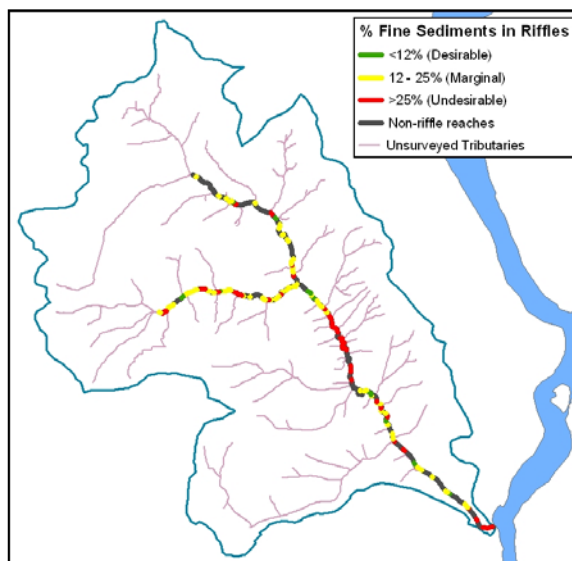 % Fine Sediments in Riffles
<12% (Desirable)
12 - 25% (Marginal)
>25% (Undesirable)
Non-riffle reaches
Unsurveyed Tributaries